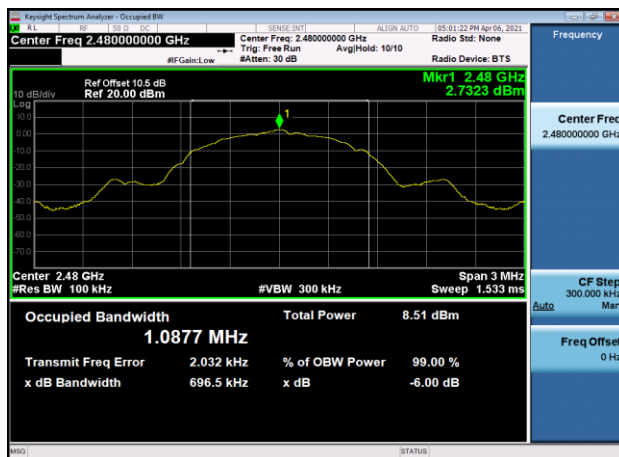 Keysight Spectrum Analyzer - Occupied BW
RL RF 50 Ω DC SENSE:INT ALIGN AUTO 05:01:22 PM Apr 06, 2021
Center Freq 2.480000000 GHz Center Freq: 2.480000000 GHz Radio Std: None
Trig: Free Run Avg|Hold: 10/10
#IFGain:Low #Atten: 30 dB Radio Device: BTS
Frequency
Mkr1 2.48 GHz
2.7323 dBm
Ref Offset 10.5 dB
10 dB/div Ref 20.00 dBm
Log
10.0
0.00
-10.0
-20.0
-30.0
-40.0
-50.0
-60.0
-70.0
1
Center 2.48 GHz Span 3 MHz
#Res BW 100 kHz #VBW 300 kHz Sweep 1.533 ms
Occupied Bandwidth Total Power 8.51 dBm
1.0877 MHz
Transmit Freq Error 2.032 kHz % of OBW Power 99.00 %
x dB Bandwidth 696.5 kHz x dB -6.00 dB
Center Freq
2.480000000 GHz
CF Step
300.000 kHz
Auto Man
Freq Offset
0 Hz
MSG STATUS